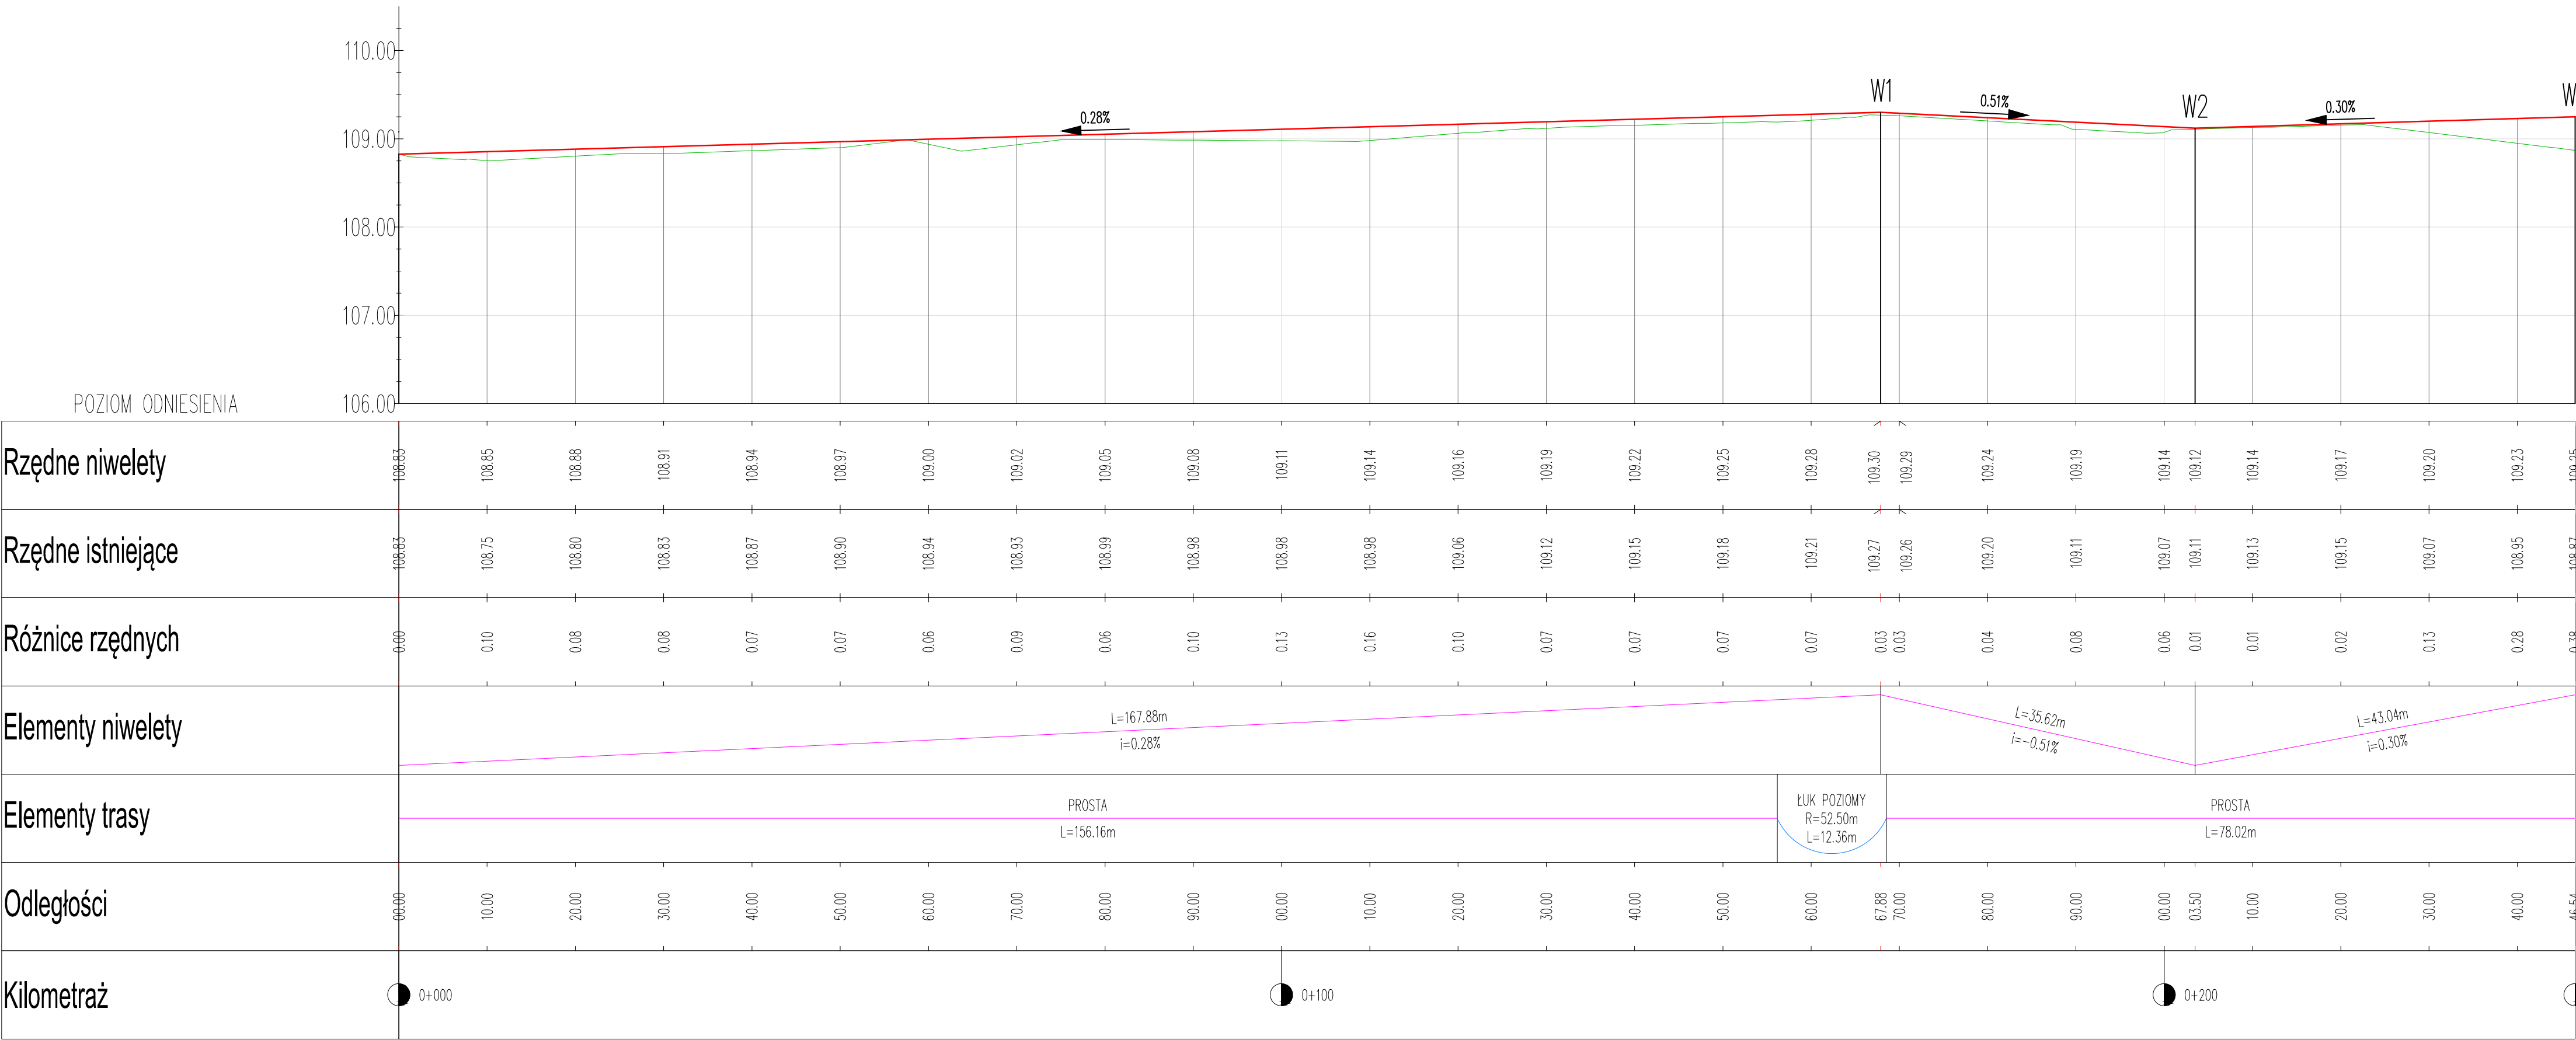 110.00
109.00
108.00
107.00
106.00
POZIOM ODNIESIENIA
0.28%
W1
0.51%
W2
0.30%
W
Rzędne niwelety
108.83 108.85 108.88 108.91 108.94 108.97 109.00 109.02 109.05 109.08 109.11 109.14 109.16 109.19 109.22 109.25 109.28 109.30 109.29 109.24 109.19 109.14 109.12 109.14 109.17 109.20 109.23 109.25
Rzędne istniejące
108.83 108.75 108.80 108.83 108.87 108.90 108.94 108.93 108.99 108.98 108.98 108.98 109.06 109.12 109.15 109.18 109.21 109.27 109.26 109.20 109.11 109.07 109.11 109.13 109.15 109.07 108.95 108.87
Różnice rzędnych
0.00 0.10 0.08 0.08 0.07 0.07 0.06 0.09 0.06 0.10 0.13 0.16 0.10 0.07 0.07 0.07 0.07 0.03 0.03 0.04 0.08 0.06 0.01 0.01 0.02 0.13 0.28 0.38
Elementy niwelety
L=167.88m
i=0.28%
L=35.62m
i=-0.51%
L=43.04m
i=0.30%
Elementy trasy
PROSTA
L=156.16m
ŁUK POZIOMY
R=52.50m
L=12.36m
PROSTA
L=78.02m
Odległości
00.00 10.00 20.00 30.00 40.00 50.00 60.00 70.00 80.00 90.00 00.00 10.00 20.00 30.00 40.00 50.00 60.00 67.88 70.00 80.00 90.00 00.00 03.50 10.00 20.00 30.00 40.00 46.54
Kilometraż
0+000 0+100 0+200